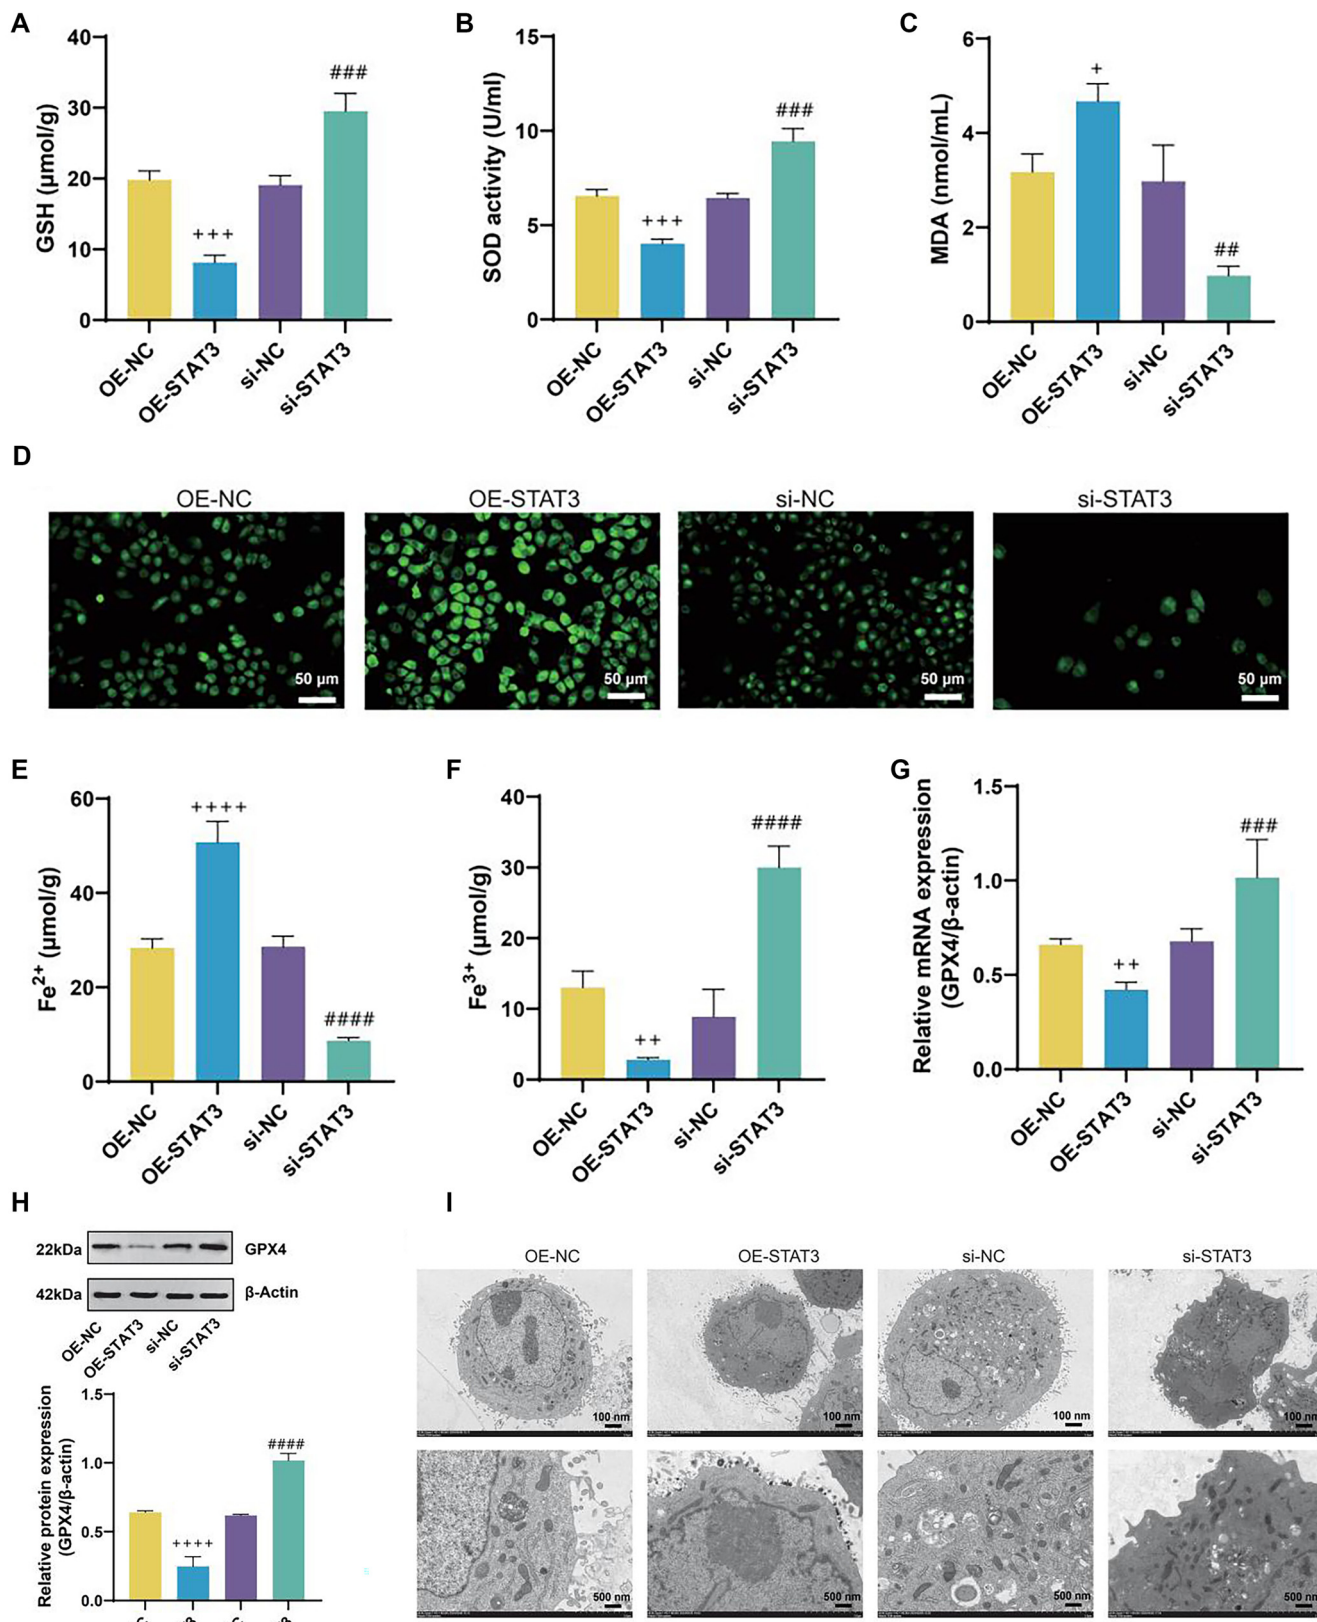 A
GSH (μmol/g)
40
30
20
10
0
+++
###
OE-NC
OE-STAT3
si-NC
si-STAT3
B
SOD activity (U/ml)
15
10
5
0
+++
###
OE-NC
OE-STAT3
si-NC
si-STAT3
C
MDA (nmol/mL)
6
4
2
0
+
##
OE-NC
OE-STAT3
si-NC
si-STAT3
D
OE-NC
OE-STAT3
si-NC
si-STAT3
50 μm
50 μm
50 μm
50 μm
E
Fe2+ (μmol/g)
60
40
20
0
++++
####
OE-NC
OE-STAT3
si-NC
si-STAT3
F
Fe3+ (μmol/g)
40
30
20
10
0
++
####
OE-NC
OE-STAT3
si-NC
si-STAT3
G
Relative mRNA expression
(GPX4/β-actin)
1.5
1.0
0.5
0.0
++
###
OE-NC
OE-STAT3
si-NC
si-STAT3
H
22kDa
GPX4
42kDa
β-Actin
OE-NC
OE-STAT3
si-NC
si-STAT3
Relative protein expression
(GPX4/β-actin)
1.5
1.0
0.5
0.0
++++
####
I
OE-NC
OE-STAT3
si-NC
si-STAT3
100 nm
100 nm
100 nm
100 nm
500 nm
500 nm
500 nm
500 nm